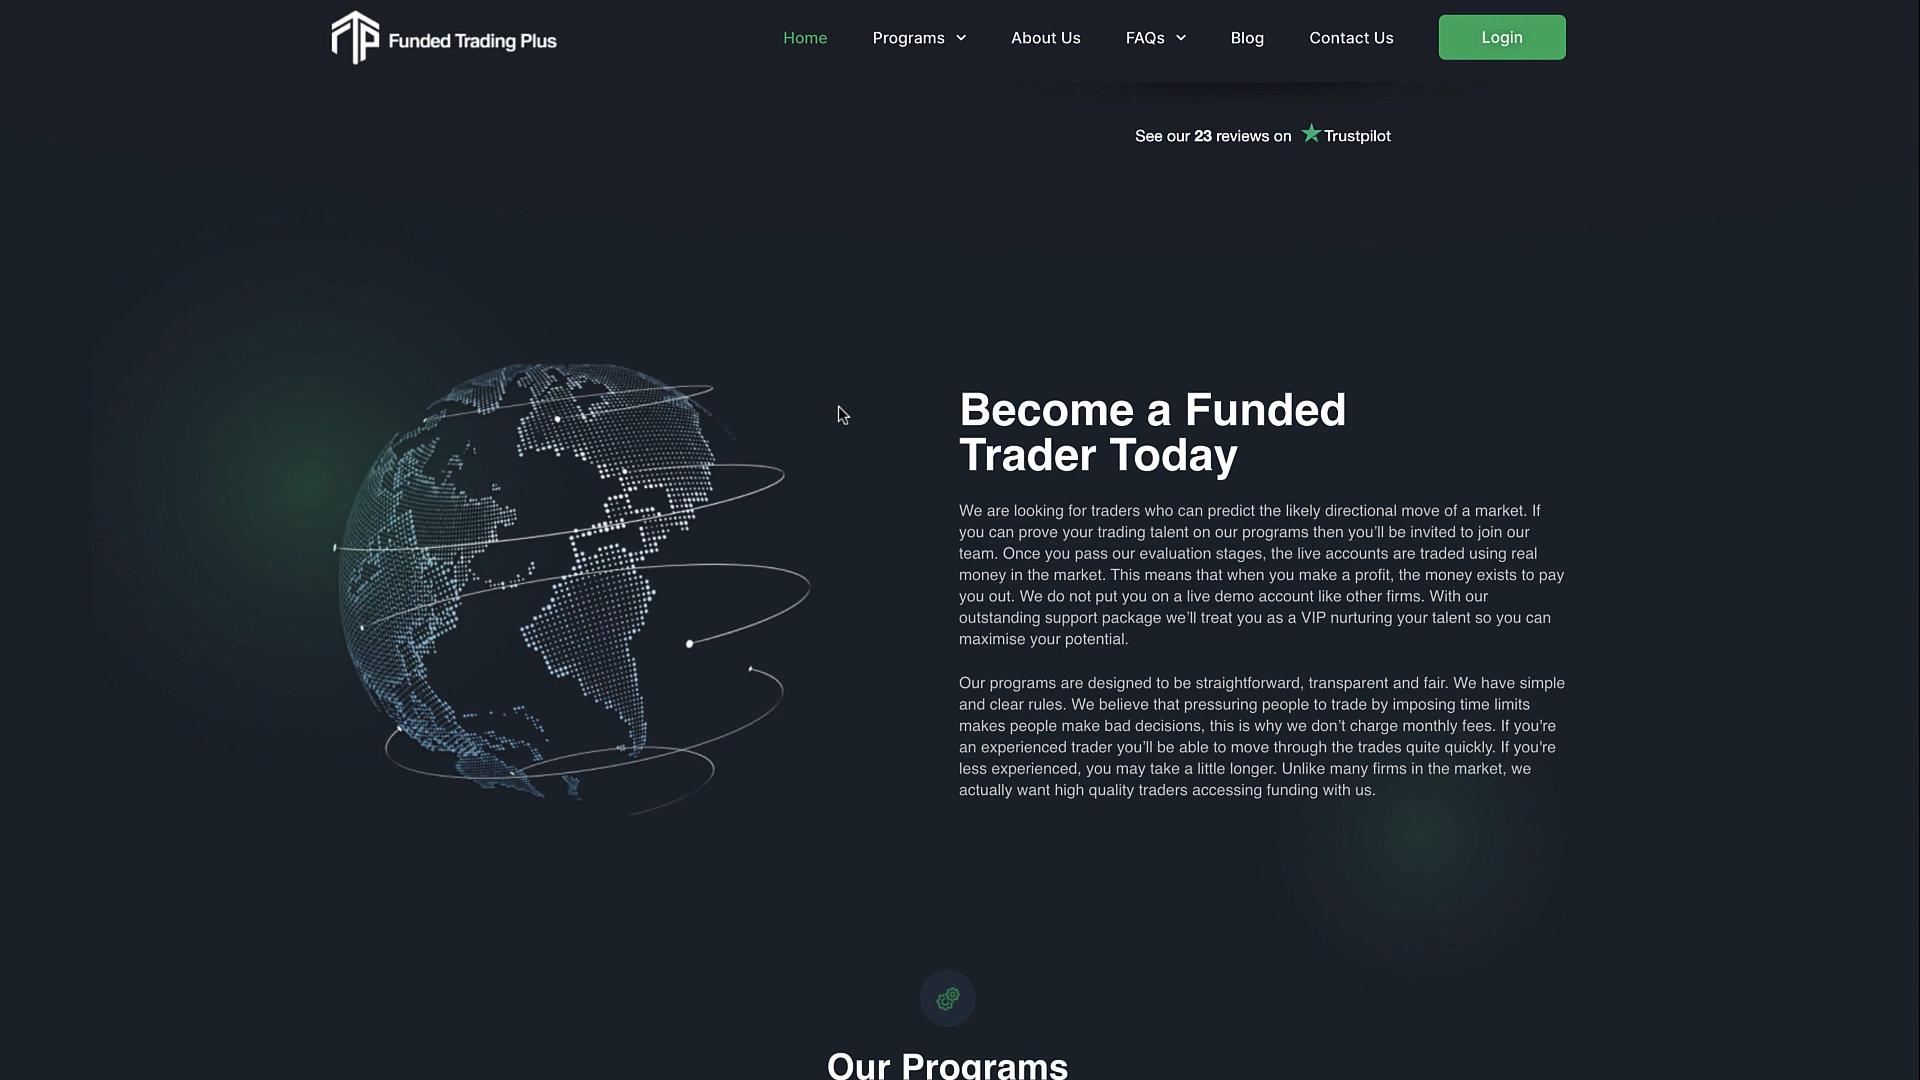 Funded Trading Plus
Home Programs About Us FAQs Blog Contact Us Login
See our 23 reviews on Trustpilot
Become a Funded
Trader Today
We are looking for traders who can predict the likely directional move of a market. If
you can prove your trading talent on our programs then you’ll be invited to join our
team. Once you pass our evaluation stages, the live accounts are traded using real
money in the market. This means that when you make a profit, the money exists to pay
you out. We do not put you on a live demo account like other firms. With our
outstanding support package we’ll treat you as a VIP nurturing your talent so you can
maximise your potential.
Our programs are designed to be straightforward, transparent and fair. We have simple
and clear rules. We believe that pressuring people to trade by imposing time limits
makes people make bad decisions, this is why we don’t charge monthly fees. If you're
an experienced trader you’ll be able to move through the trades quite quickly. If you're
less experienced, you may take a little longer. Unlike many firms in the market, we
actually want high quality traders accessing funding with us.
Our Programs